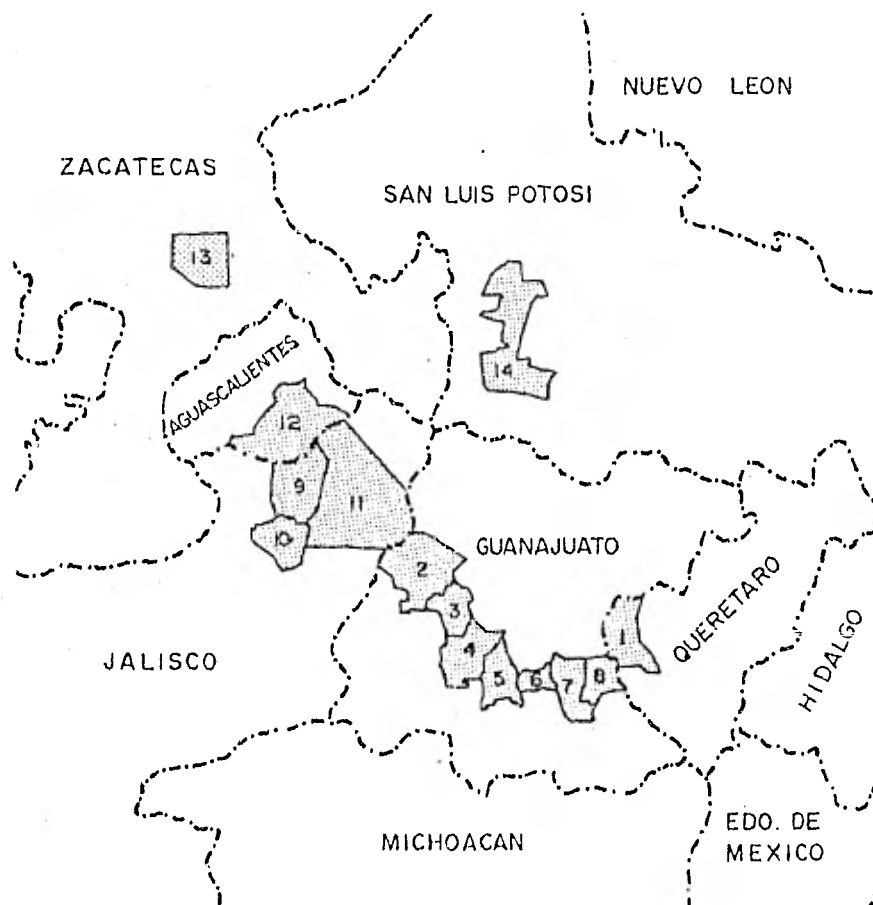 NUEVO LEON
ZACATECAS
SAN LUIS POTOSI
13
AGUASCALIENTES
14
12
9
11
10
GUANAJUATO
2
3
1
QUERETARO
4
JALISCO
5
6
7
8
HIDALGO
MICHOACAN
EDO. DE
MEXICO